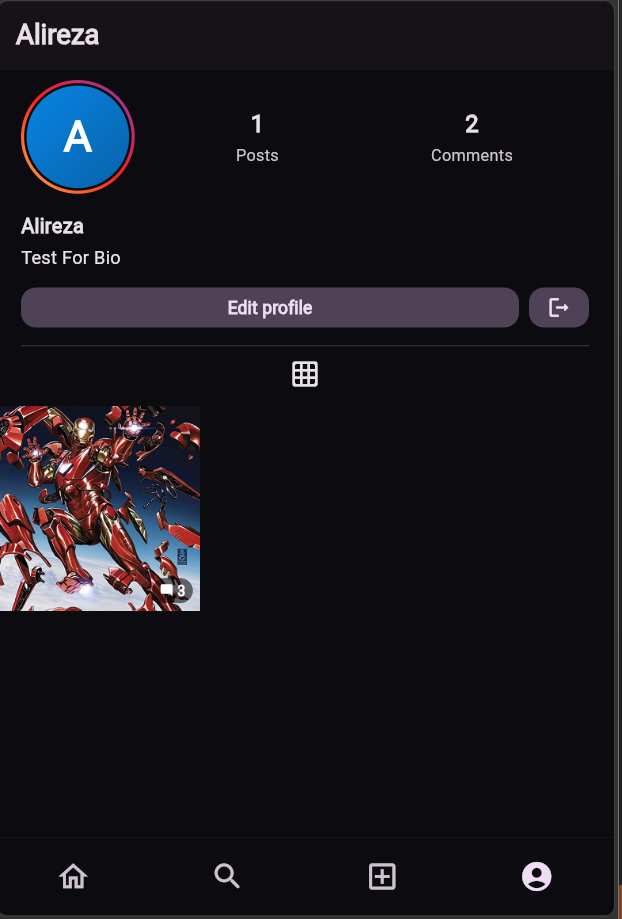 Alireza
A
1
Posts
2
Comments
Alireza
Test For Bio
Edit profile
3